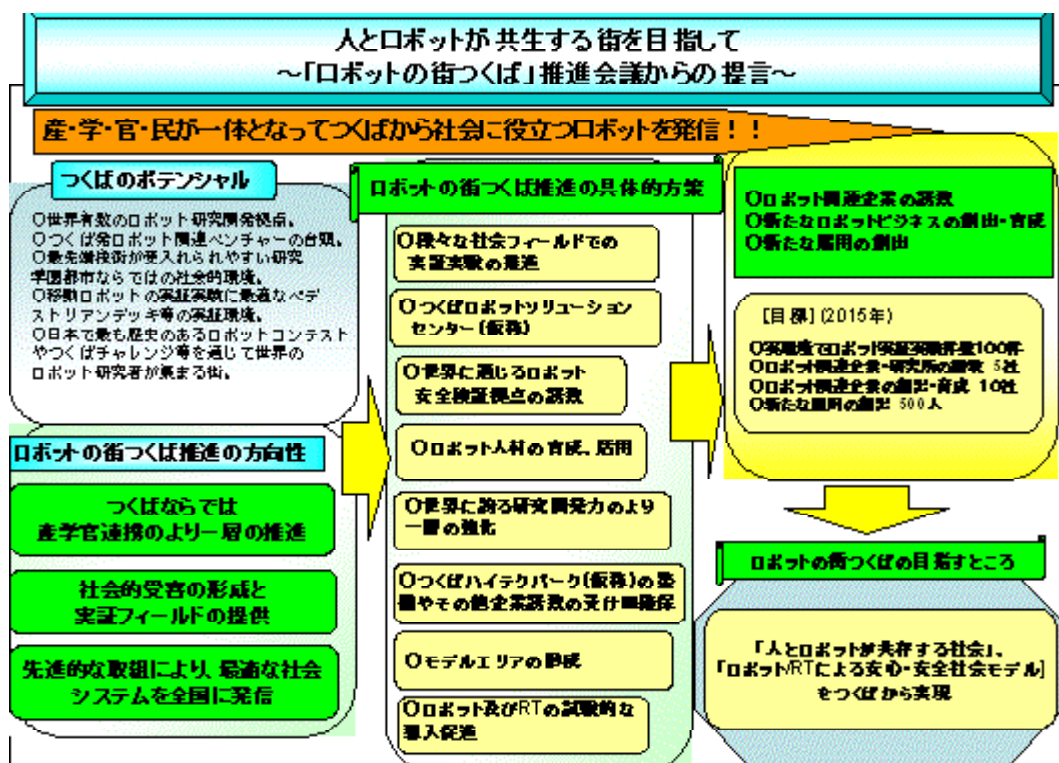 人とロボットが共生する街を目指して
～「ロボットの街つくば」推進会議からの提言～
産・学・官・民が一体となってつくばから社会に役立つロボットを発信！！
つくばのポテンシャル
○世界有数のロボット研究開発拠点。
○つくば発ロボット関連ベンチャーの台頭。
○最先端技術が受入れられやすい研究
学園都市ならではの社会的環境。
○移動ロボットの実証実験に最適なペデ
ストリアンデッキ等の実証環境。
○日本で最も歴史のあるロボットコンテスト
やつくばチャレンジ等を通じて世界の
ロボット研究者が集まる街。
ロボットの街つくば推進の方向性
つくばならでは
産学官連携のより一層の推進
社会的受容の形成と
実証フィールドの提供
先進的な取組により、最適な社会
システムを全国に発信
ロボットの街つくば推進の具体的方策
○様々な社会フィールドでの
実証実験の推進
○つくばロボットソリューション
センター(仮称)
○世界に通じるロボット
安全検証拠点の誘致
○ロボット人材の育成、活用
○世界に誇る研究開発力のより
一層の強化
○つくばハイテクパーク(仮称)の整
備やその他企業誘致の受け皿確保
○モデルエリアの形成
○ロボット及びRTの試験的な
導入促進
○ロボット関連企業の誘致
○新たなロボットビジネスの創出・育成
○新たな雇用の創出
【目標】(2015年)
○実環境でロボット実証実験件数100件
○ロボット関連企業・研究所の誘致 5社
○ロボット関連企業の創出・育成 10社
○新たな雇用の創出 500人
ロボットの街つくばの目指すところ
「人とロボットが共存する社会」、
「ロボット/RTによる安心・安全社会モデル」
をつくばから実現